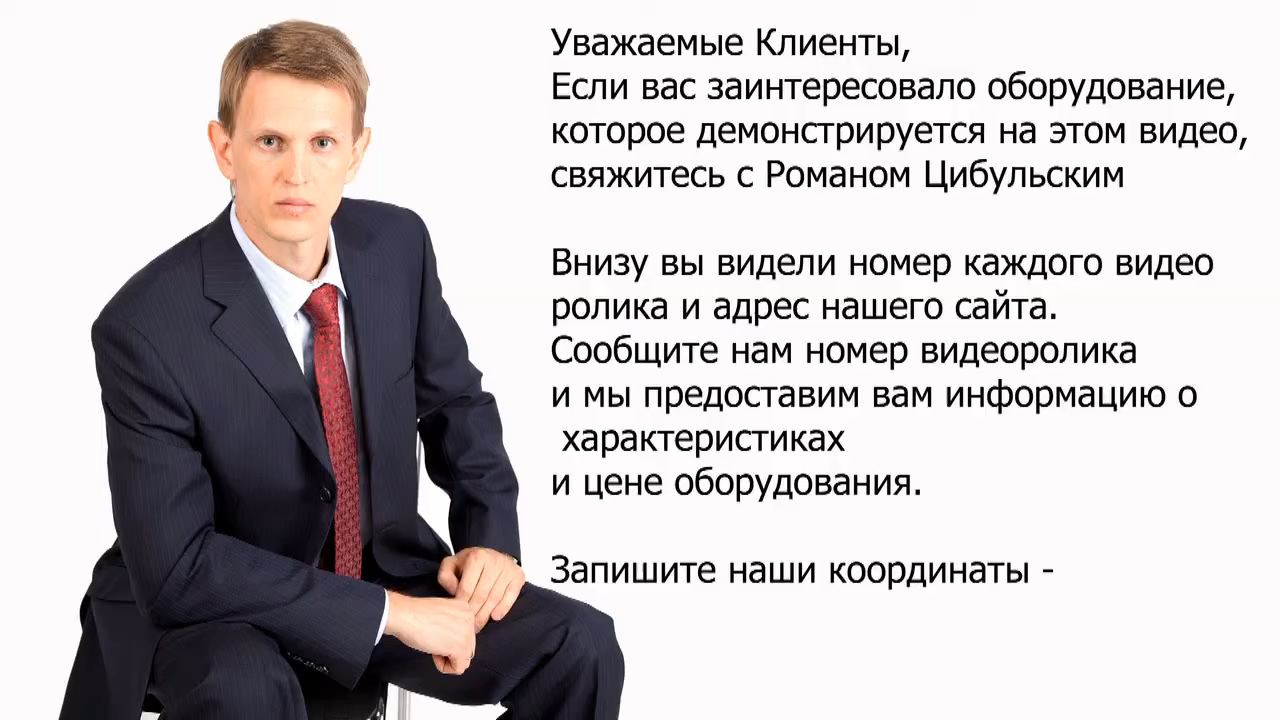 Уважаемые Клиенты,
Если вас заинтересовало оборудование,
которое демонстрируется на этом видео,
свяжитесь с Романом Цибульским
Внизу вы видели номер каждого видео
ролика и адрес нашего сайта.
Сообщите нам номер видеоролика
и мы предоставим вам информацию о
характеристиках
и цене оборудования.
Запишите наши координаты -